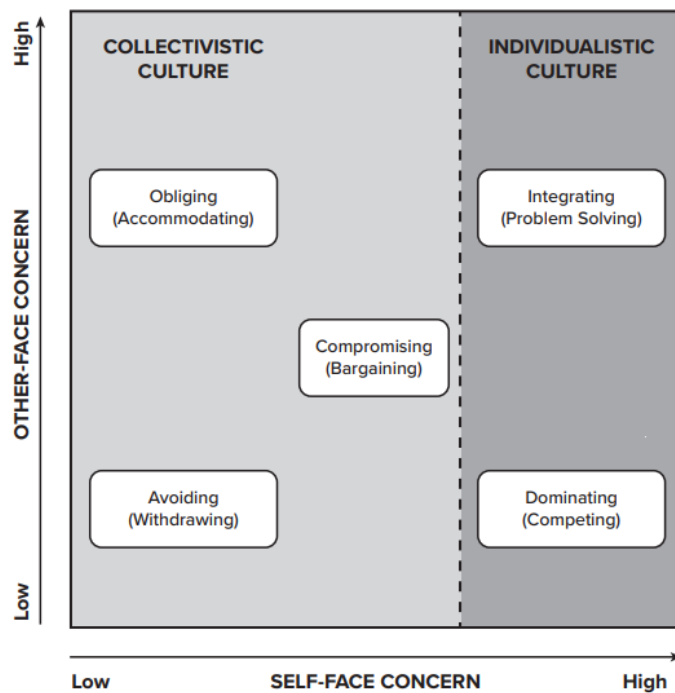 High
COLLECTIVISTIC
CULTURE
INDIVIDUALISTIC
CULTURE
Obliging
(Accommodating)
Integrating
(Problem Solving)
OTHER-FACE CONCERN
Compromising
(Bargaining)
Avoiding
(Withdrawing)
Dominating
(Competing)
Low
Low
SELF-FACE CONCERN
High